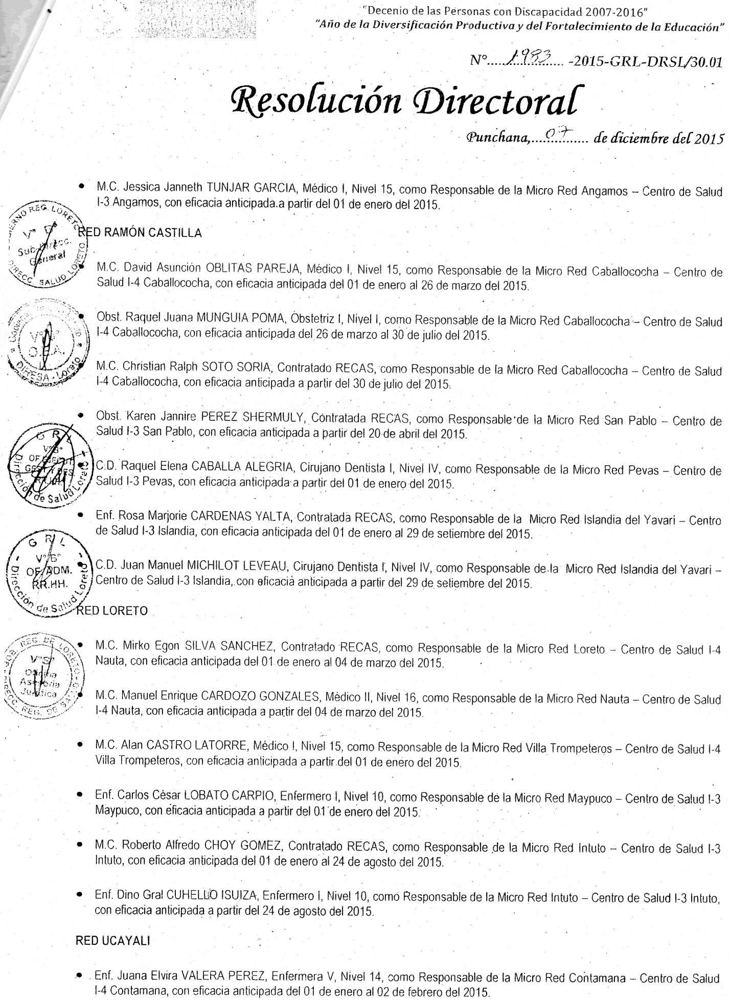 "Decenio de las Personas con Discapacidad 2007-2016"
"Año de la Diversificación Productiva y del Fortalecimiento de la Educación"
N°.....1983..... -2015-GRL-DRSL/30.01
Resolución Directoral
Punchana,....07....... de diciembre del 2015
• M.C. Jessica Janneth TUNJAR GARCIA, Médico I, Nivel 15, como Responsable de la Micro Red Angamos – Centro de Salud
I-3 Angamos, con eficacia anticipada a partir del 01 de enero del 2015.
RED RAMÓN CASTILLA
• M.C. David Asunción OBLITAS PAREJA, Médico I, Nivel 15, como Responsable de la Micro Red Caballococha – Centro de
Salud I-4 Caballococha, con eficacia anticipada del 01 de enero al 26 de marzo del 2015.
• Obst. Raquel Juana MUNGUIA POMA, Obstetriz I, Nivel I, como Responsable de la Micro Red Caballococha – Centro de Salud
I-4 Caballococha, con eficacia anticipada del 26 de marzo al 30 de julio del 2015.
• M.C. Christian Ralph SOTO SORIA, Contratado RECAS, como Responsable de la Micro Red Caballococha – Centro de Salud
I-4 Caballococha, con eficacia anticipada a partir del 30 de julio del 2015.
• Obst. Karen Jannire PEREZ SHERMULY, Contratada RECAS, como Responsable de la Micro Red San Pablo – Centro de
Salud I-3 San Pablo, con eficacia anticipada a partir del 20 de abril del 2015.
• C.D. Raquel Elena CABALLA ALEGRIA, Cirujano Dentista I, Nivel IV, como Responsable de la Micro Red Pevas – Centro de
Salud I-3 Pevas, con eficacia anticipada a partir del 01 de enero del 2015.
• Enf. Rosa Marjorie CARDENAS YALTA, Contratada RECAS, como Responsable de la Micro Red Islandia del Yavarí – Centro
de Salud I-3 Islandia, con eficacia anticipada del 01 de enero al 29 de setiembre del 2015.
• C.D. Juan Manuel MICHILOT LEVEAU, Cirujano Dentista I, Nivel IV, como Responsable de la Micro Red Islandia del Yavarí –
Centro de Salud I-3 Islandia, con eficacia anticipada a partir del 29 de setiembre del 2015.
RED LORETO
• M.C. Mirko Egon SILVA SANCHEZ, Contratado RECAS, como Responsable de la Micro Red Loreto – Centro de Salud I-4
Nauta, con eficacia anticipada del 01 de enero al 04 de marzo del 2015.
• M.C. Manuel Enrique CARDOZO GONZALES, Médico II, Nivel 16, como Responsable de la Micro Red Nauta – Centro de Salud
I-4 Nauta, con eficacia anticipada a partir del 04 de marzo del 2015.
• M.C. Alan CASTRO LATORRE, Médico I, Nivel 15, como Responsable de la Micro Red Villa Trompeteros – Centro de Salud I-4
Villa Trompeteros, con eficacia anticipada a partir del 01 de enero del 2015.
• Enf. Carlos César LOBATO CARPIO, Enfermero I, Nivel 10, como Responsable de la Micro Red Maypuco – Centro de Salud I-3
Maypuco, con eficacia anticipada a partir del 01 de enero del 2015.
• M.C. Roberto Alfredo CHOY GOMEZ, Contratado RECAS, como Responsable de la Micro Red Intuto – Centro de Salud I-3
Intuto, con eficacia anticipada del 01 de enero al 24 de agosto del 2015.
• Enf. Dino Gral CUHELLO ISUIZA, Enfermero I, Nivel 10, como Responsable de la Micro Red Intuto – Centro de Salud I-3 Intuto,
con eficacia anticipada a partir del 24 de agosto del 2015.
RED UCAYALI
• Enf. Juana Elvira VALERA PEREZ, Enfermera V, Nivel 14, como Responsable de la Micro Red Contamana – Centro de Salud
I-4 Contamana, con eficacia anticipada del 01 de enero al 02 de febrero del 2015.
V° B°
Sub
General
SALUD LORETO
O.E.A.
DIRESA - Loreto
G R L
V°B°
Dirección de Salud Loreto
G R L
V°B°
OF. ADM.
RR.HH.
Dirección de Salud Loreto
REG. DE LORETO
V°B°
Oficina
Asesoria
Juridica